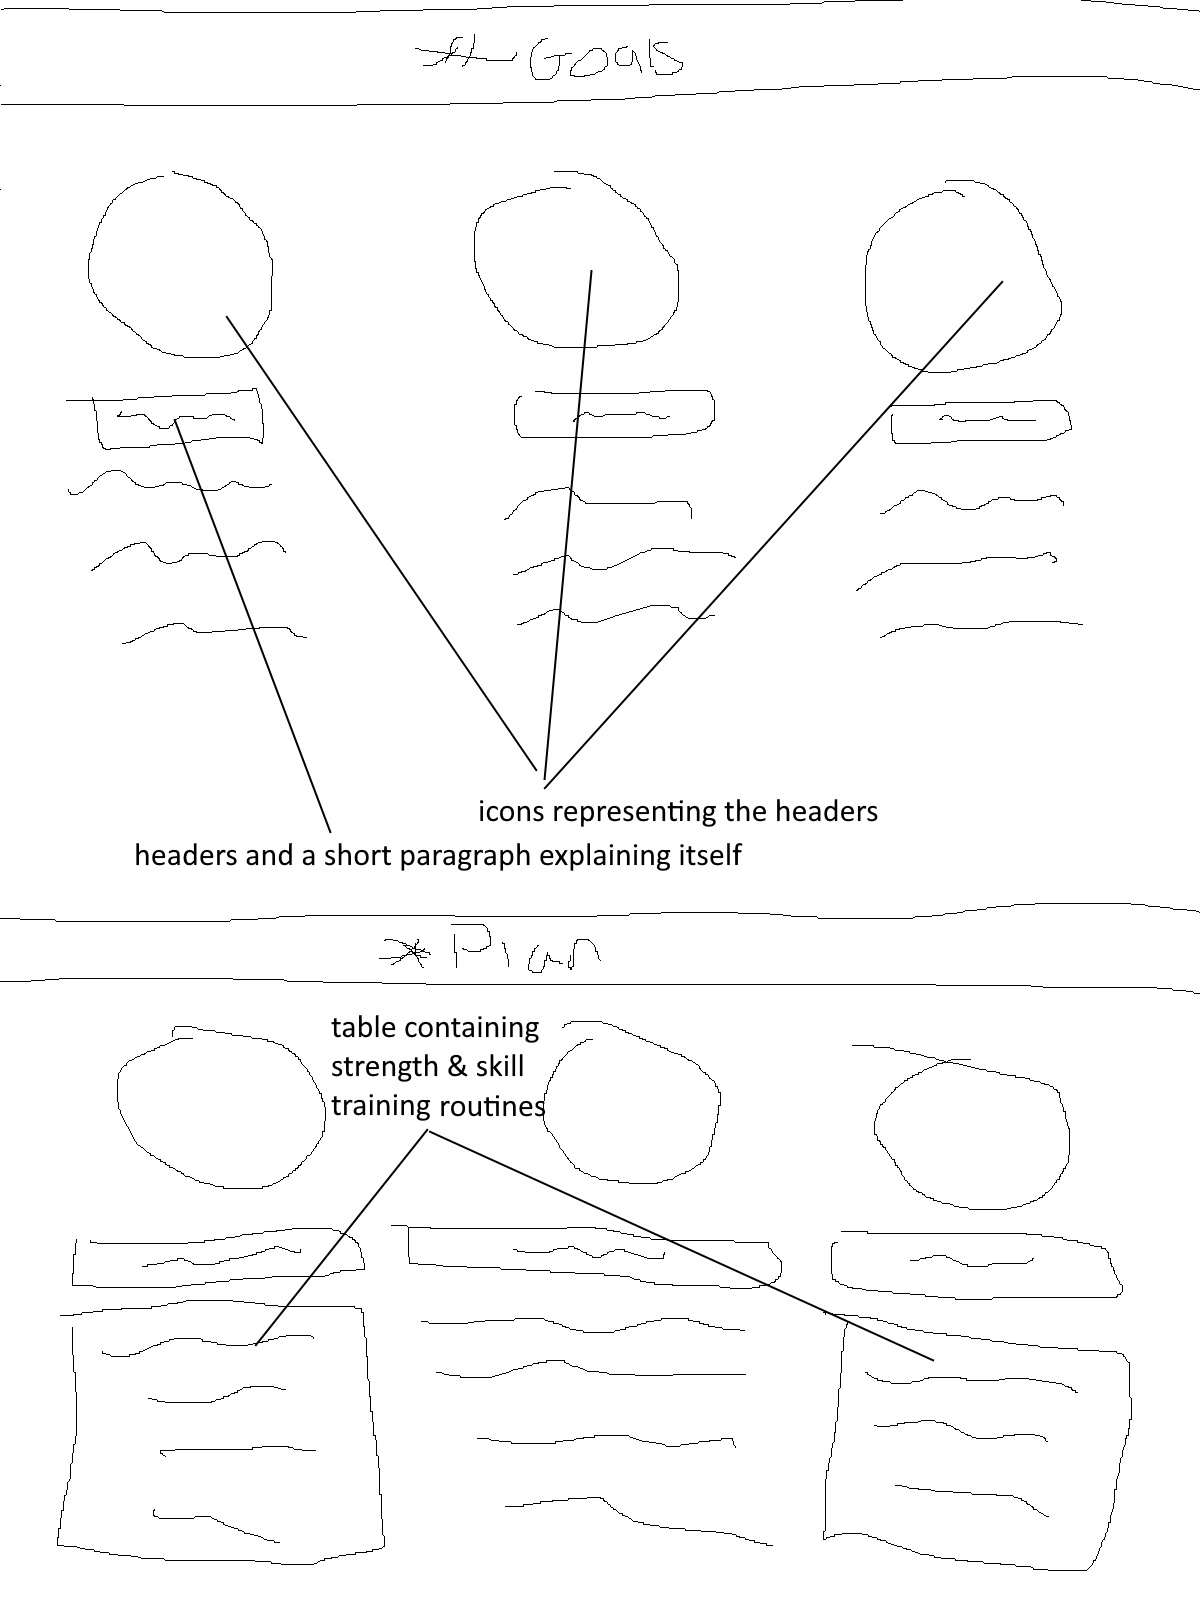 * Goals
icons representing the headers
headers and a short paragraph explaining itself
* Plan
table containing
strength & skill
training routines